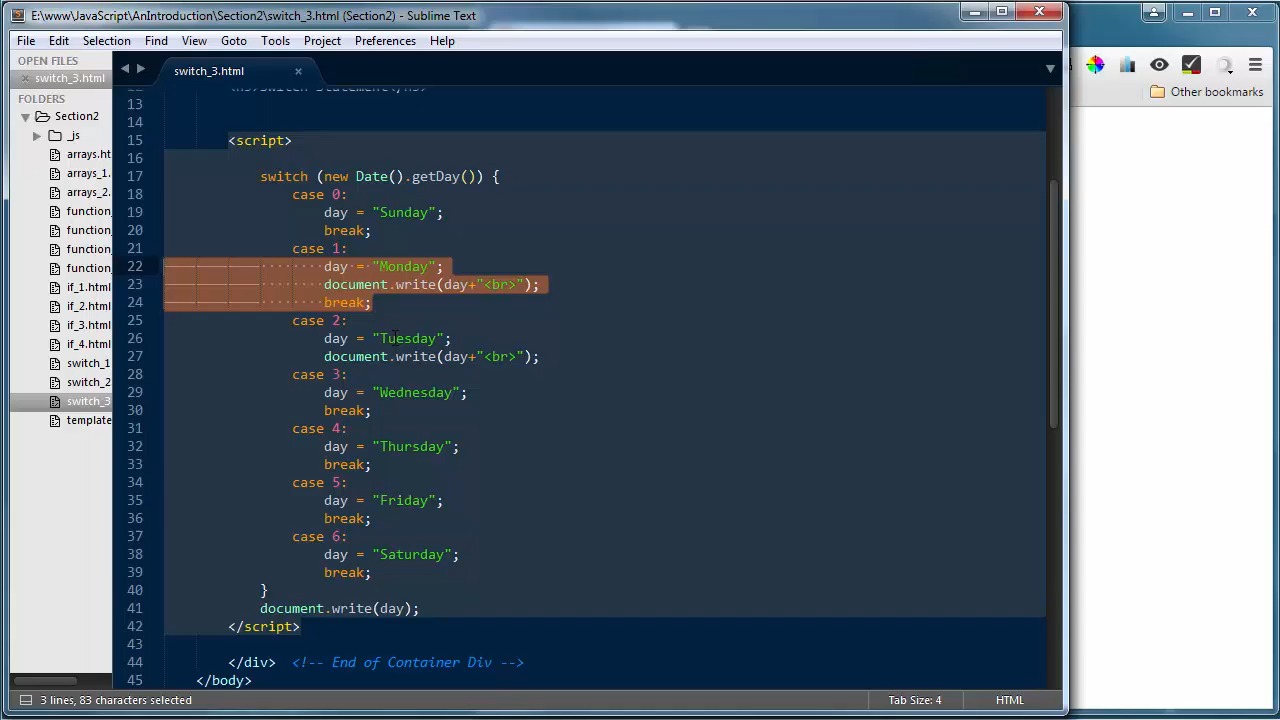 E:\www\JavaScript\AnIntroduction\Section2\switch_3.html (Section2) - Sublime Text
File Edit Selection Find View Goto Tools Project Preferences Help
OPEN FILES
switch_3.html
FOLDERS
Section2
_js
arrays.ht
arrays_1.
arrays_2.
function_
function_
function_
function_
if_1.html
if_2.html
if_3.html
if_4.html
switch_1
switch_2
switch_3
template
switch_3.html
13
14
15 <script>
16
17 switch (new Date().getDay()) {
18 case 0:
19 day = "Sunday";
20 break;
21 case 1:
22 day = "Monday";
23 document.write(day+"<br>");
24 break;
25 case 2:
26 day = "Tuesday";
27 document.write(day+"<br>");
28 case 3:
29 day = "Wednesday";
30 break;
31 case 4:
32 day = "Thursday";
33 break;
34 case 5:
35 day = "Friday";
36 break;
37 case 6:
38 day = "Saturday";
39 break;
40 }
41 document.write(day);
42 </script>
43
44 </div> <!-- End of Container Div -->
45 </body>
3 lines, 83 characters selected
Tab Size: 4
HTML
Other bookmarks